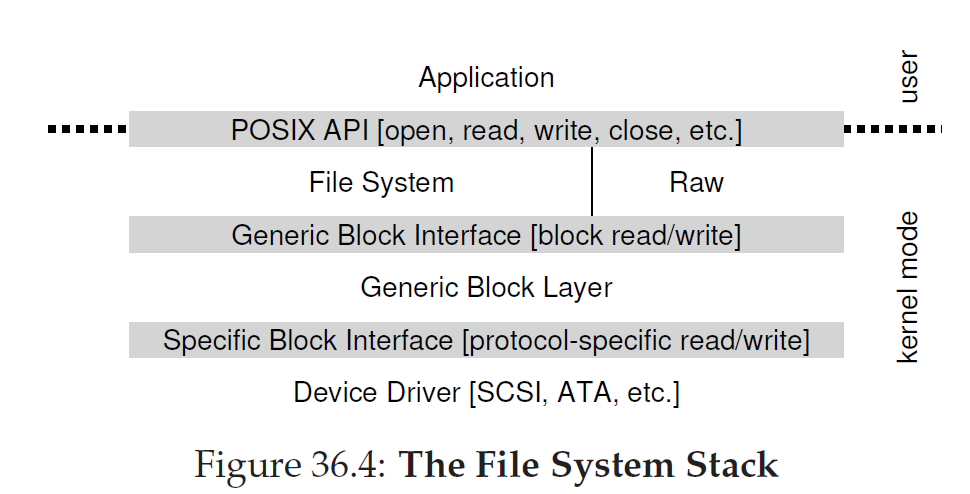 Application
user
POSIX API [open, read, write, close, etc.]
File System
Raw
Generic Block Interface [block read/write]
Generic Block Layer
kernel mode
Specific Block Interface [protocol-specific read/write]
Device Driver [SCSI, ATA, etc.]
Figure 36.4: The File System Stack